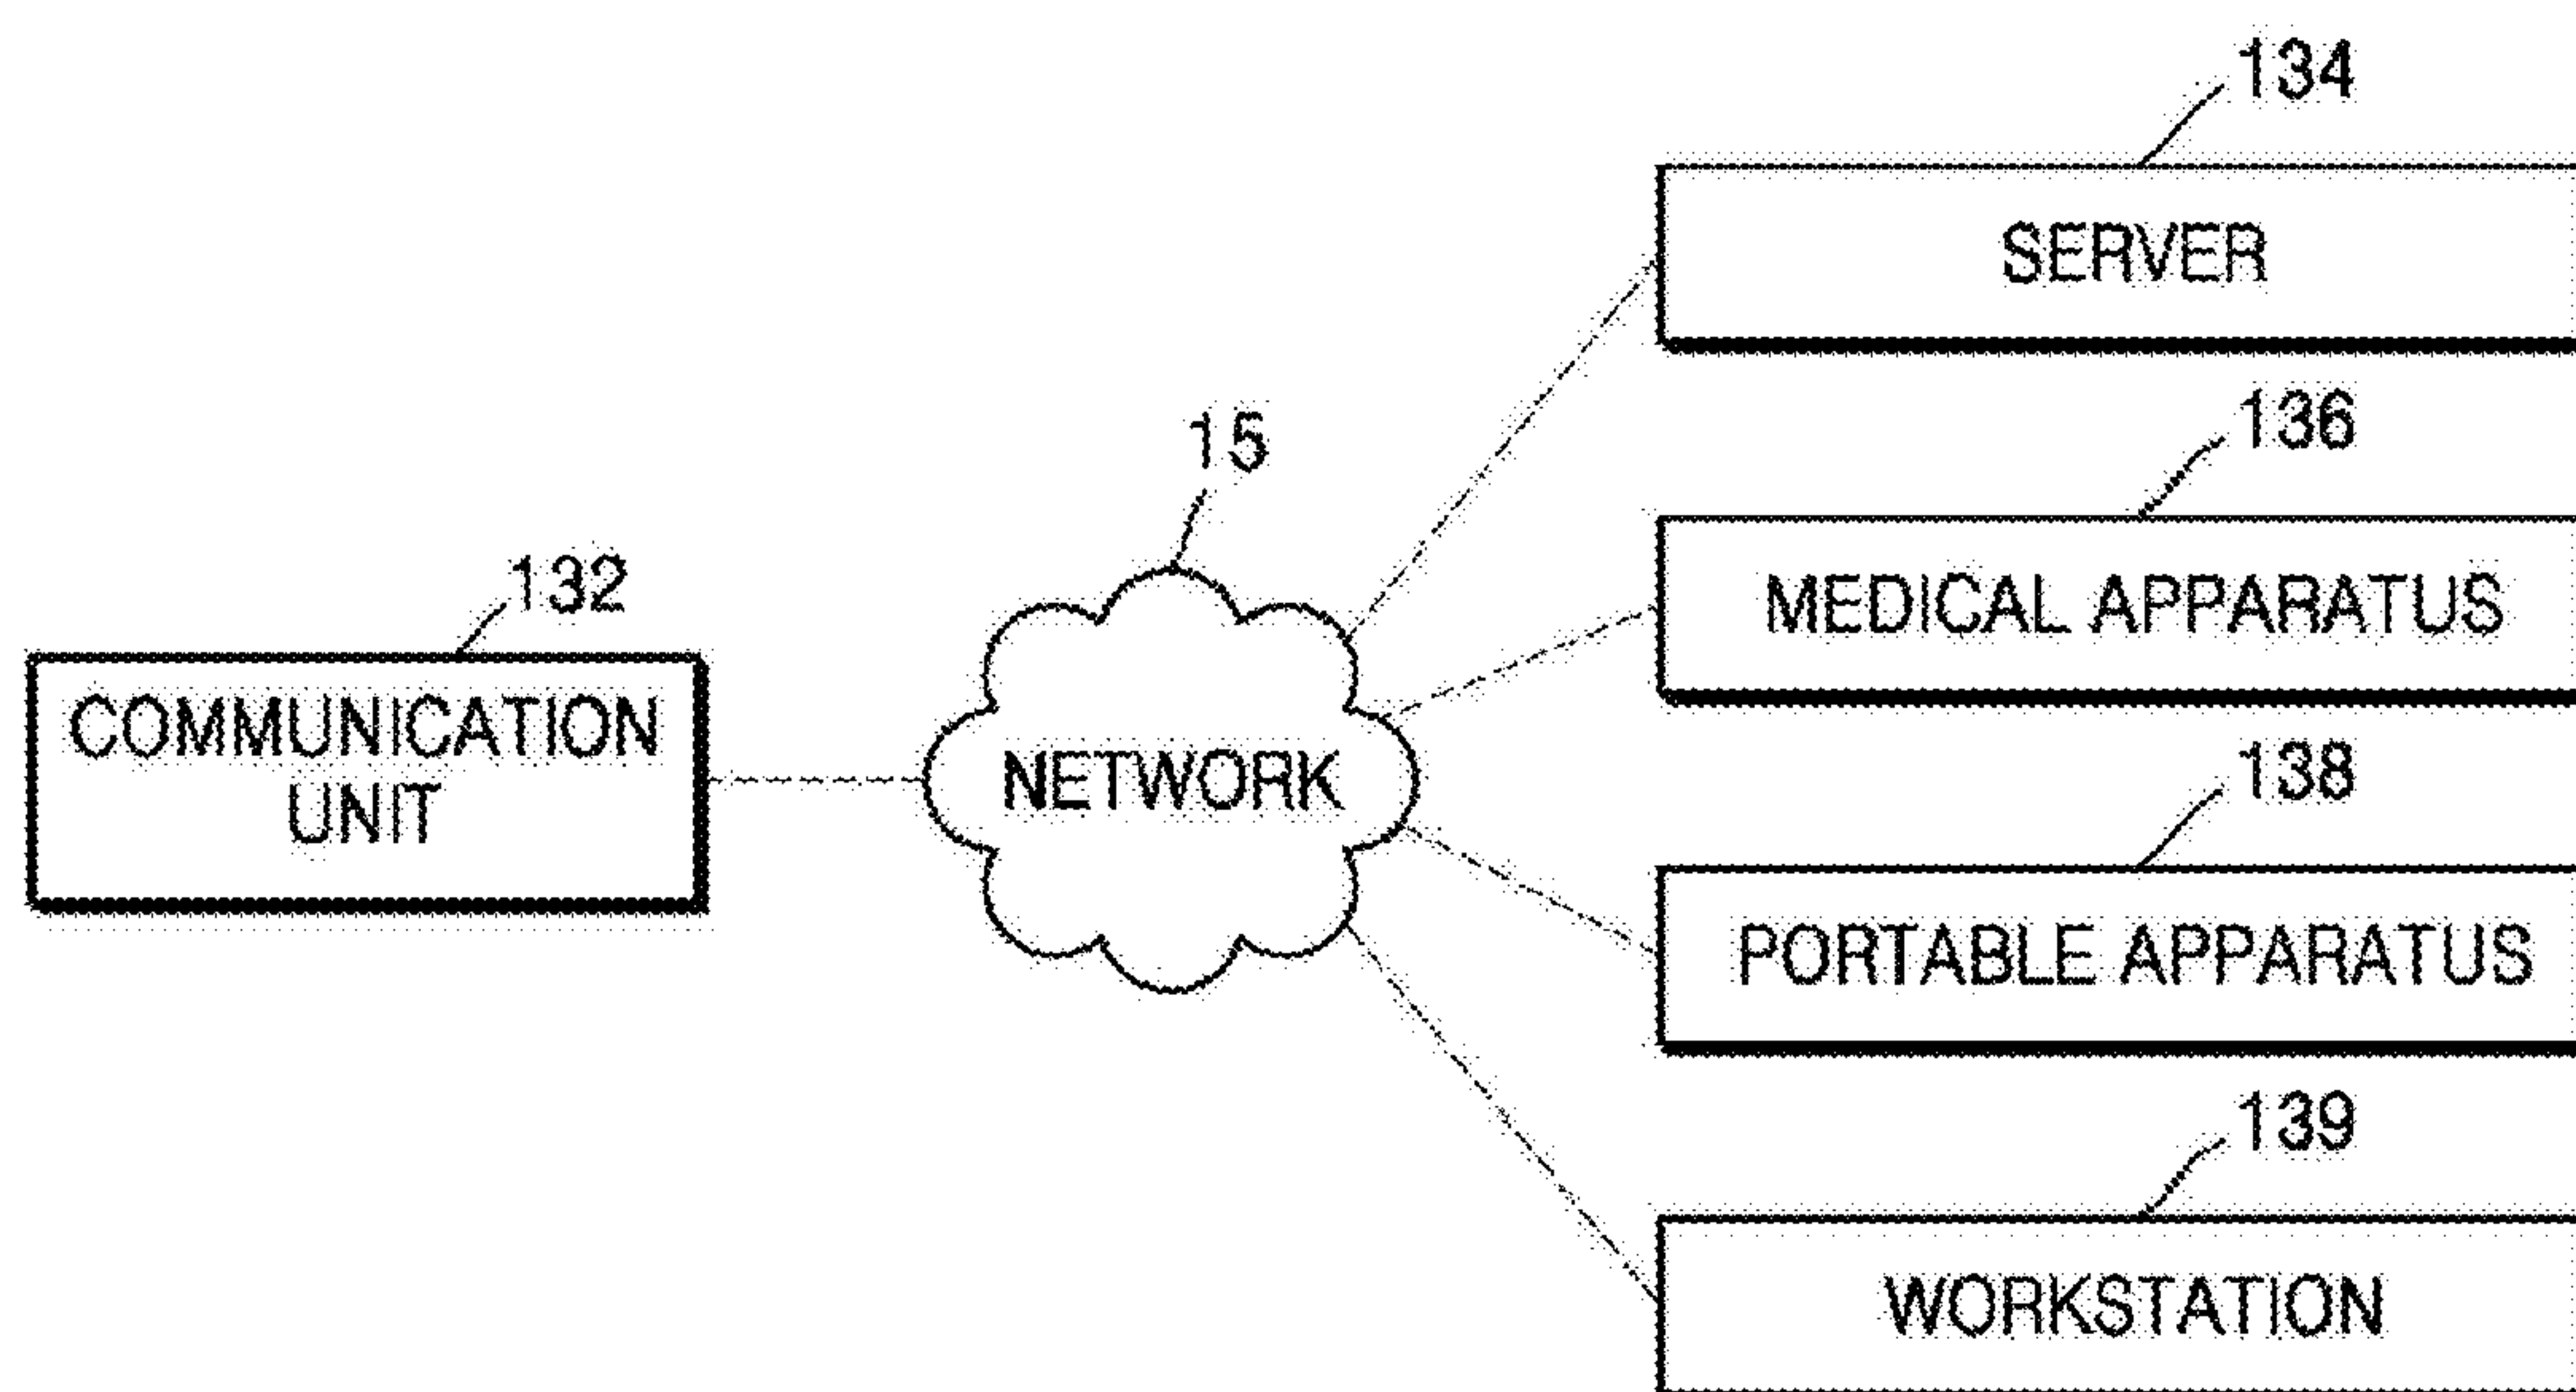 134
SERVER
136
15
MEDICAL APPARATUS
132
COMMUNICATION
UNIT
NETWORK
138
PORTABLE APPARATUS
139
WORKSTATION